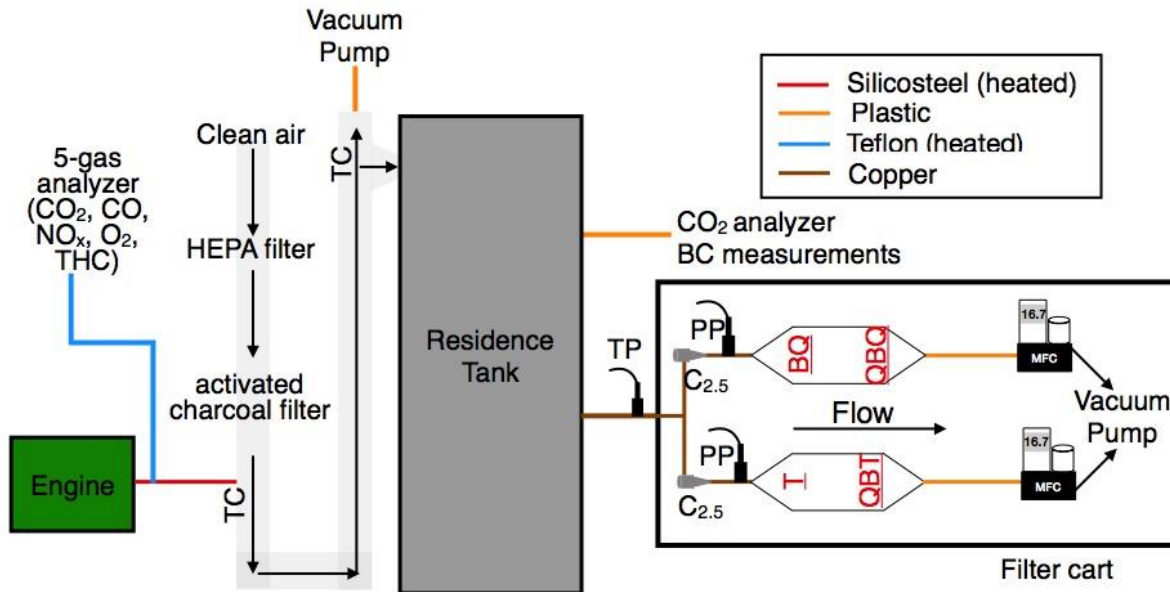 Vacuum
Pump
Silicosteel (heated)
Plastic
Teflon (heated)
Copper
Clean air
5-gas
analyzer
(CO₂, CO,
NOₓ, O₂,
THC)
TC
HEPA filter
CO₂ analyzer
BC measurements
activated
charcoal filter
Residence
Tank
Engine
TC
TP
PP
C₂.₅
BQ
QBQ
16.7
MFC
Flow
Vacuum
Pump
PP
C₂.₅
T
QBT
16.7
MFC
Filter cart